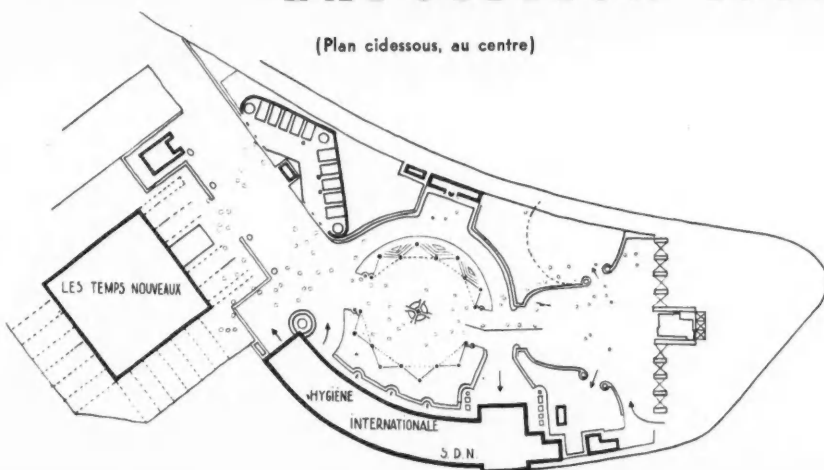 (Plan cidessous, au centre)
LES TEMPS NOUVEAUX
HYGIÈNE
INTERNATIONALE
S.D.N.